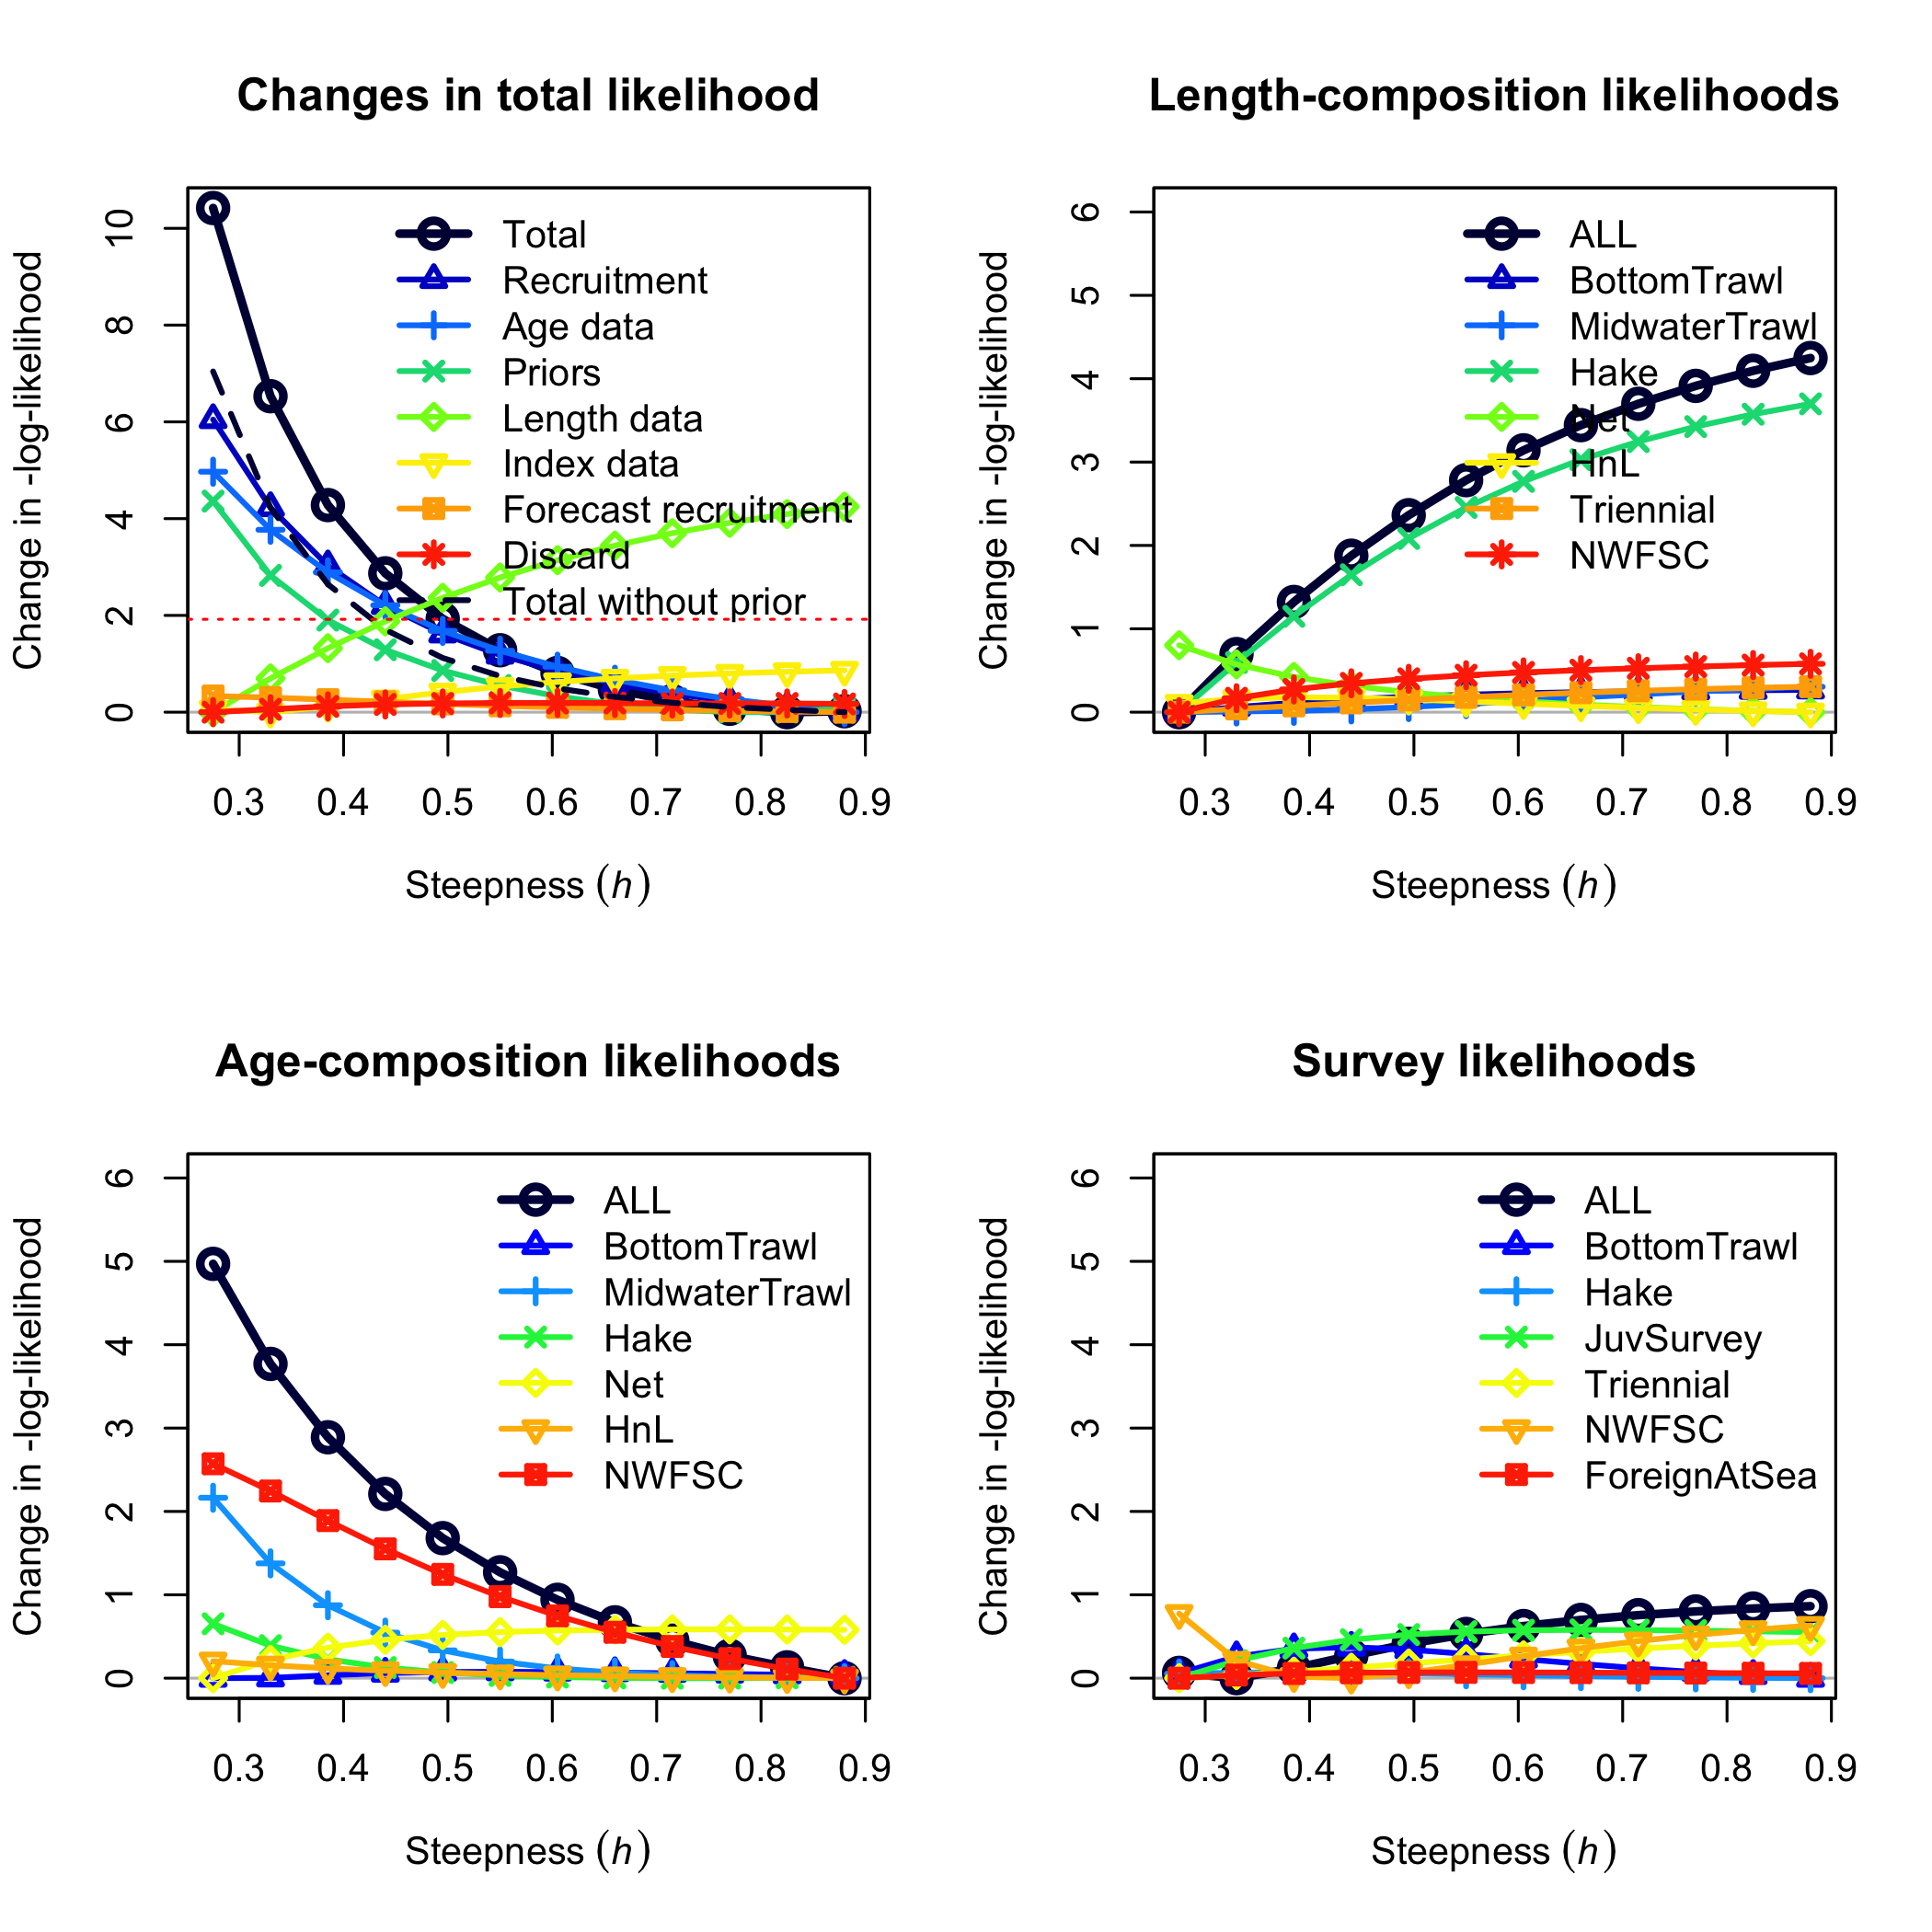 Changes in total likelihood
Change in -log-likelihood
10
8
6
4
2
0
Total
Recruitment
Age data
Priors
Length data
Index data
Forecast recruitment
Discard
Total without prior
0.3 0.4 0.5 0.6 0.7 0.8 0.9
Steepness (h)
Length-composition likelihoods
Change in -log-likelihood
6
5
4
3
2
1
0
ALL
BottomTrawl
MidwaterTrawl
Hake
Net
HnL
Triennial
NWFSC
0.3 0.4 0.5 0.6 0.7 0.8 0.9
Steepness (h)
Age-composition likelihoods
Change in -log-likelihood
6
5
4
3
2
1
0
ALL
BottomTrawl
MidwaterTrawl
Hake
Net
HnL
NWFSC
0.3 0.4 0.5 0.6 0.7 0.8 0.9
Steepness (h)
Survey likelihoods
Change in -log-likelihood
6
5
4
3
2
1
0
ALL
BottomTrawl
Hake
JuvSurvey
Triennial
NWFSC
ForeignAtSea
0.3 0.4 0.5 0.6 0.7 0.8 0.9
Steepness (h)